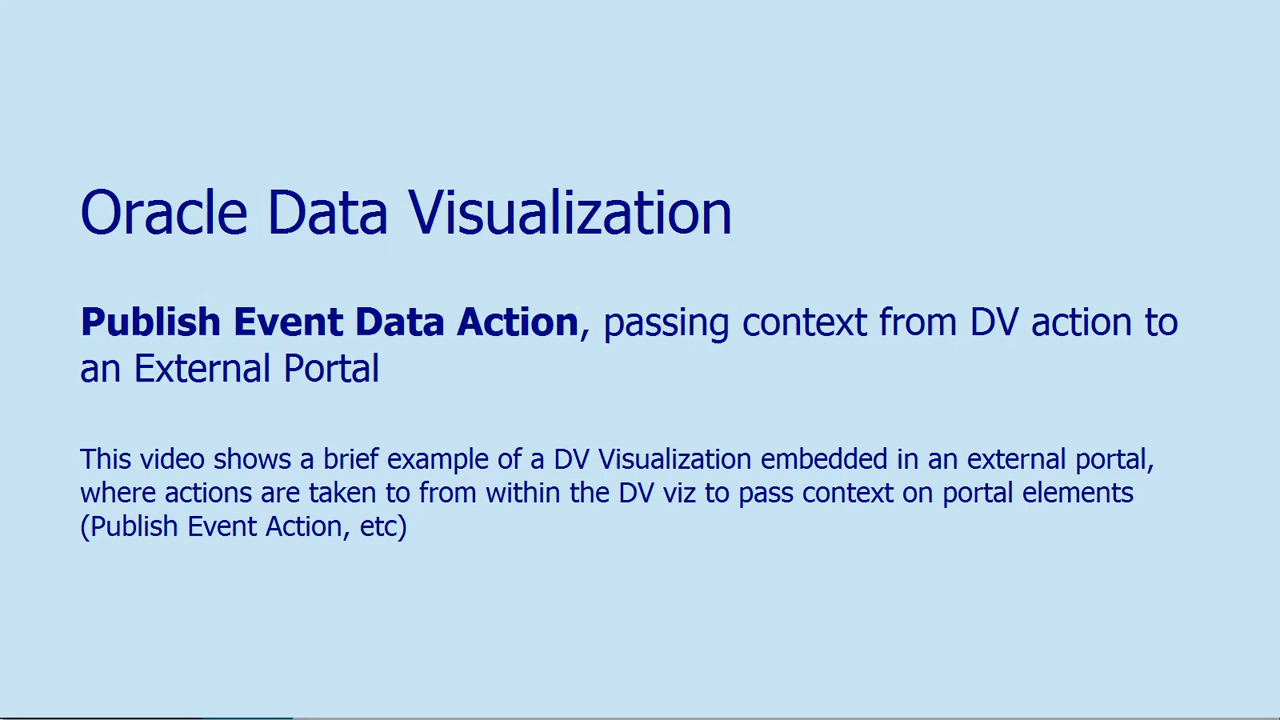 Oracle Data Visualization
Publish Event Data Action, passing context from DV action to
an External Portal
This video shows a brief example of a DV Visualization embedded in an external portal,
where actions are taken to from within the DV viz to pass context on portal elements
(Publish Event Action, etc)